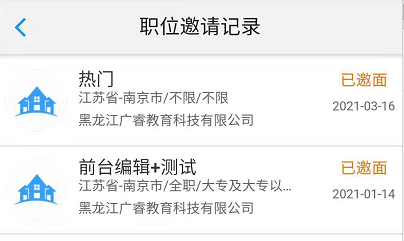 职位邀请记录
热门
已邀面
江苏省-南京市/不限/不限
2021-03-16
黑龙江广睿教育科技有限公司
前台编辑+测试
已邀面
江苏省-南京市/全职/大专及大专以...
2021-01-14
黑龙江广睿教育科技有限公司